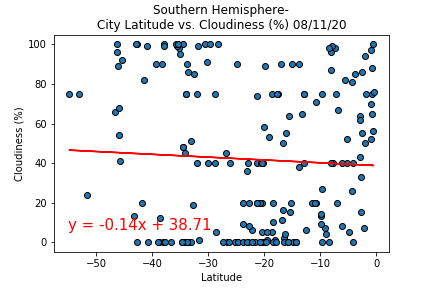 Southern Hemisphere-
City Latitude vs. Cloudiness (%) 08/11/20
100
80
60
40
20
0
Cloudiness (%)
y = -0.14x + 38.71
−50
−40
−30
−20
−10
0
Latitude